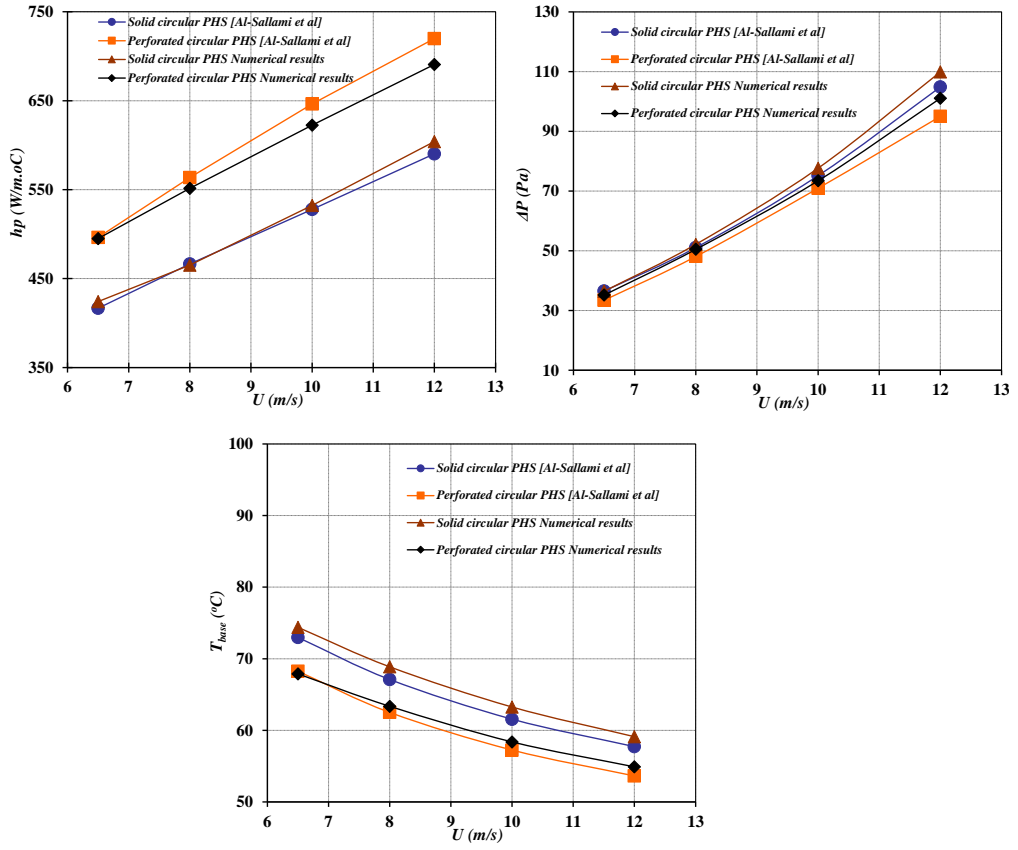 hp (W/m.oC)
750
650
550
450
350
6 7 8 9 10 11 12 13
U (m/s)
Solid circular PHS [Al-Sallami et al]
Perforated circular PHS [Al-Sallami et al]
Solid circular PHS Numerical results
Perforated circular PHS Numerical results
ΔP (Pa)
130
110
90
70
50
30
10
6 7 8 9 10 11 12 13
U (m/s)
Solid circular PHS [Al-Sallami et al]
Perforated circular PHS [Al-Sallami et al]
Solid circular PHS Numerical results
Perforated circular PHS Numerical results
T base (°C)
100
90
80
70
60
50
6 7 8 9 10 11 12 13
U (m/s)
Solid circular PHS [Al-Sallami et al]
Perforated circular PHS [Al-Sallami et al]
Solid circular PHS Numerical results
Perforated circular PHS Numerical results